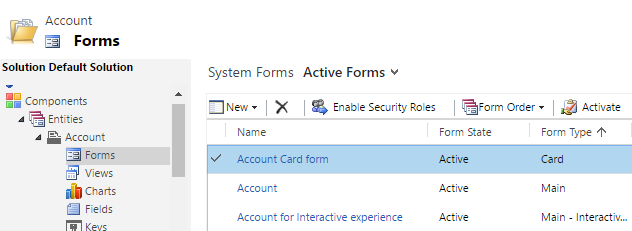 Account
Forms
Solution Default Solution
Components
Entities
Account
Forms
Views
Charts
Fields
Keys
System Forms Active Forms
New Enable Security Roles Form Order Activate
Name Form State Form Type
Account Card form Active Card
Account Active Main
Account for Interactive experience Active Main - Interactiv...